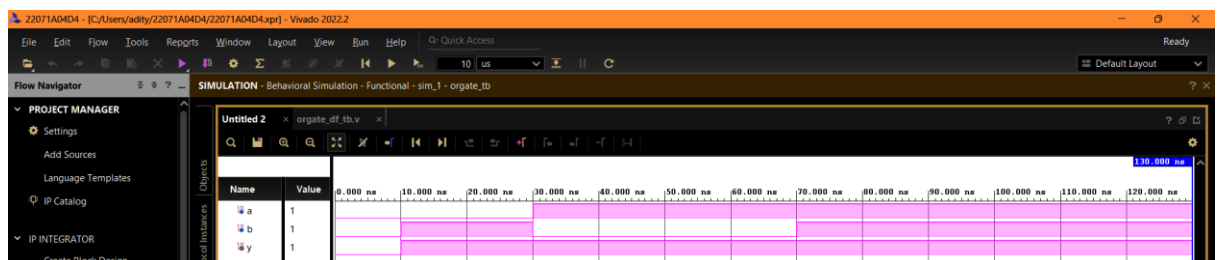 22071A04D4 - [C:/Users/adity/22071A04D4/22071A04D4.xpr] - Vivado 2022.2
File Edit Flow Tools Reports Window Layout View Run Help Q- Quick Access Ready
10 us Default Layout
Flow Navigator ? SIMULATION - Behavioral Simulation - Functional - sim_1 - orgate_tb ?
PROJECT MANAGER
Settings
Add Sources
Language Templates
IP Catalog
IP INTEGRATOR
Create Block Design
Objects
Protocol Instances
Untitled 2 × orgate_df_tb.v × ?
130.000 ns
Name Value 0.000 ns 10.000 ns 20.000 ns 30.000 ns 40.000 ns 50.000 ns 60.000 ns 70.000 ns 80.000 ns 90.000 ns 100.000 ns 110.000 ns 120.000 ns
a 1
b 1
y 1